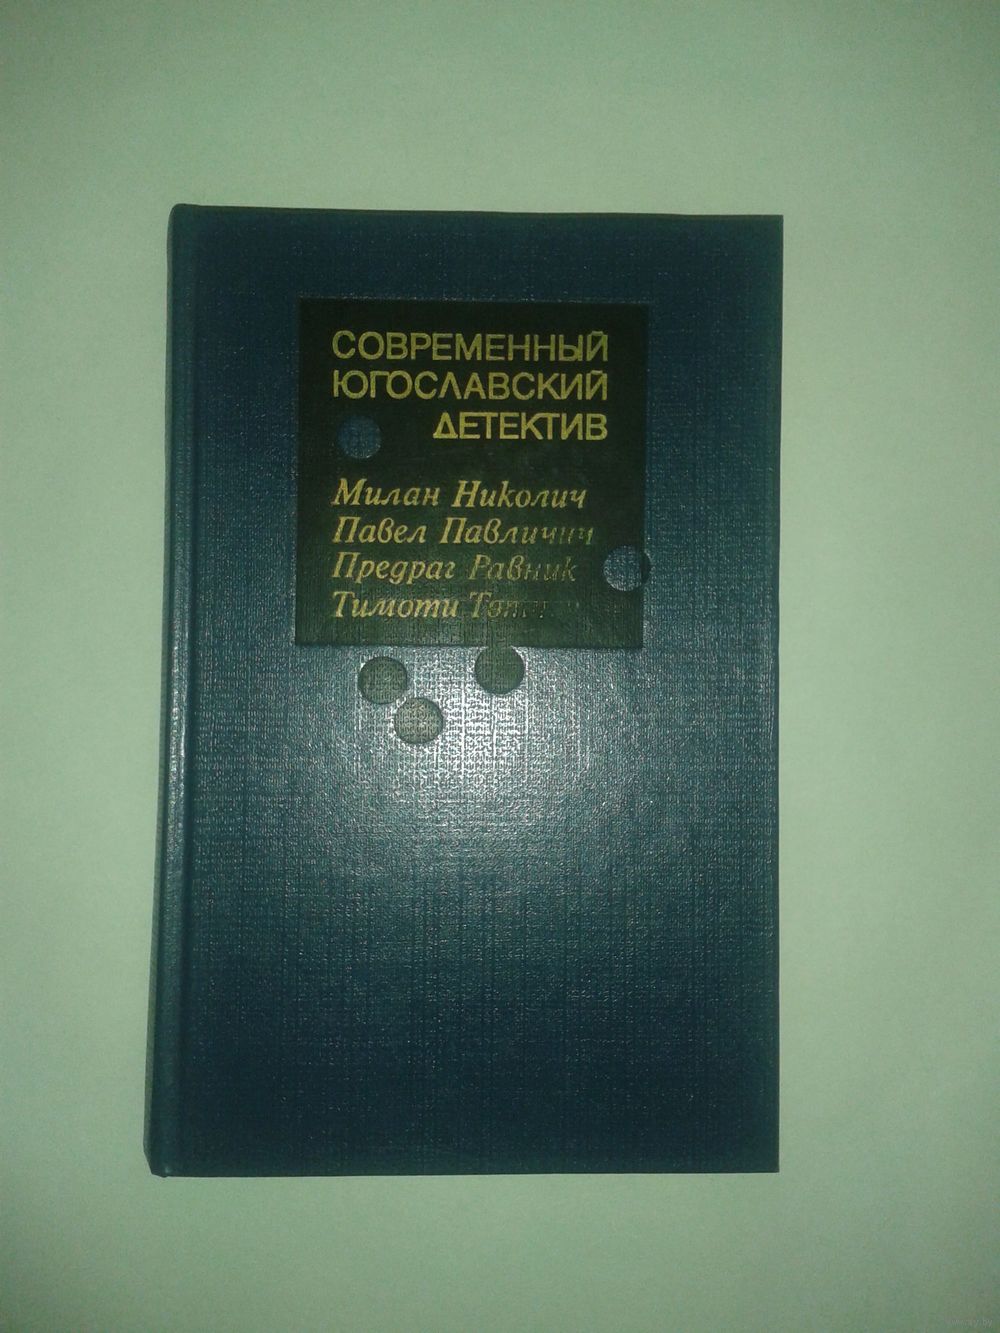 СОВРЕМЕННЫЙ
ЮГОСЛАВСКИЙ
ДЕТЕКТИВ
Милан Николич
Павел Павличич
Предраг Равник
Тимоти